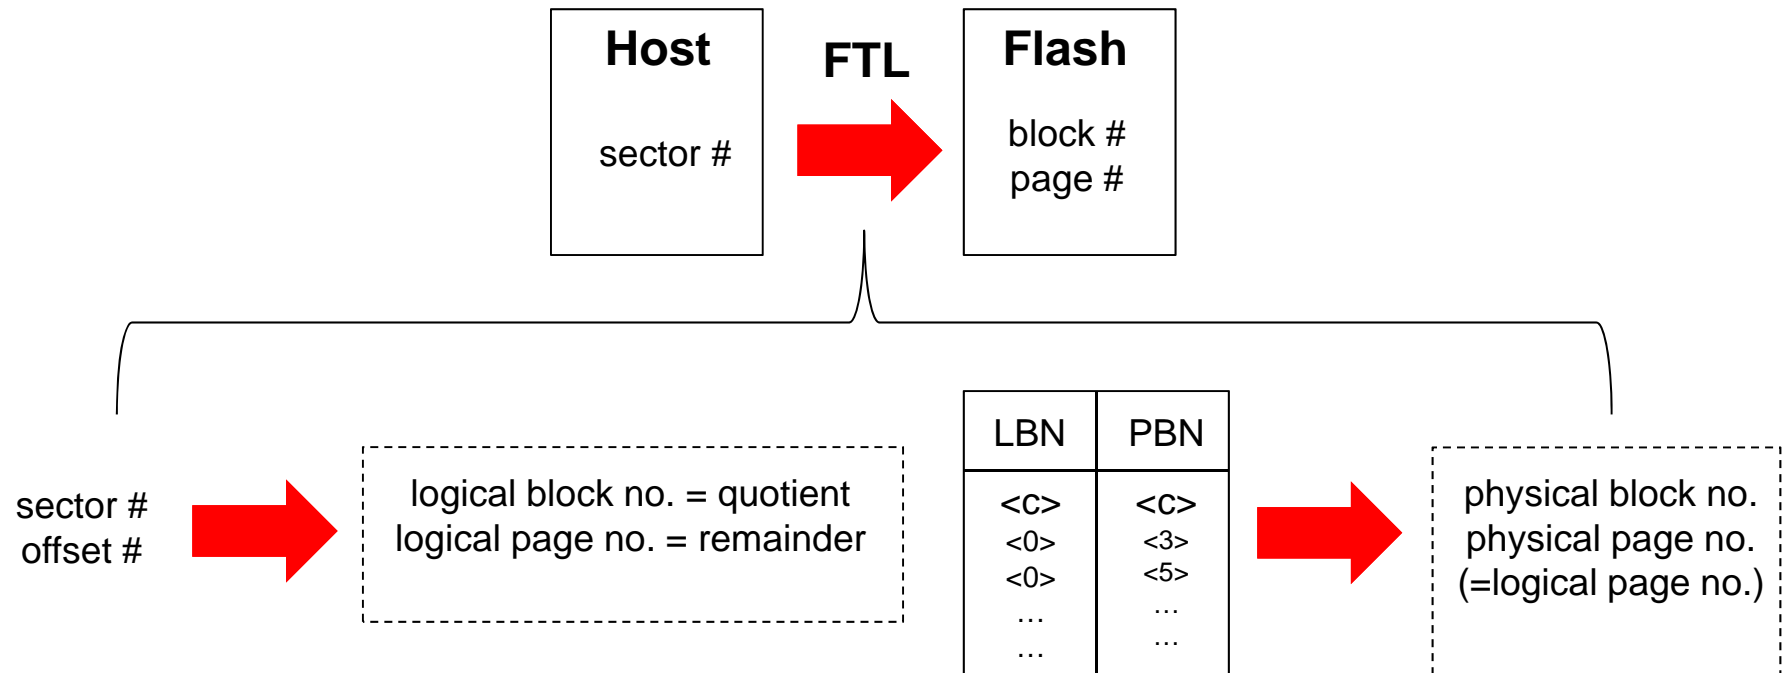 Host
sector #
FTL
Flash
block #
page #
sector #
offset #
logical block no. = quotient
logical page no. = remainder
LBN PBN
<c> <c>
<0> <3>
<0> <5>
… …
… …
physical block no.
physical page no.
(=logical page no.)